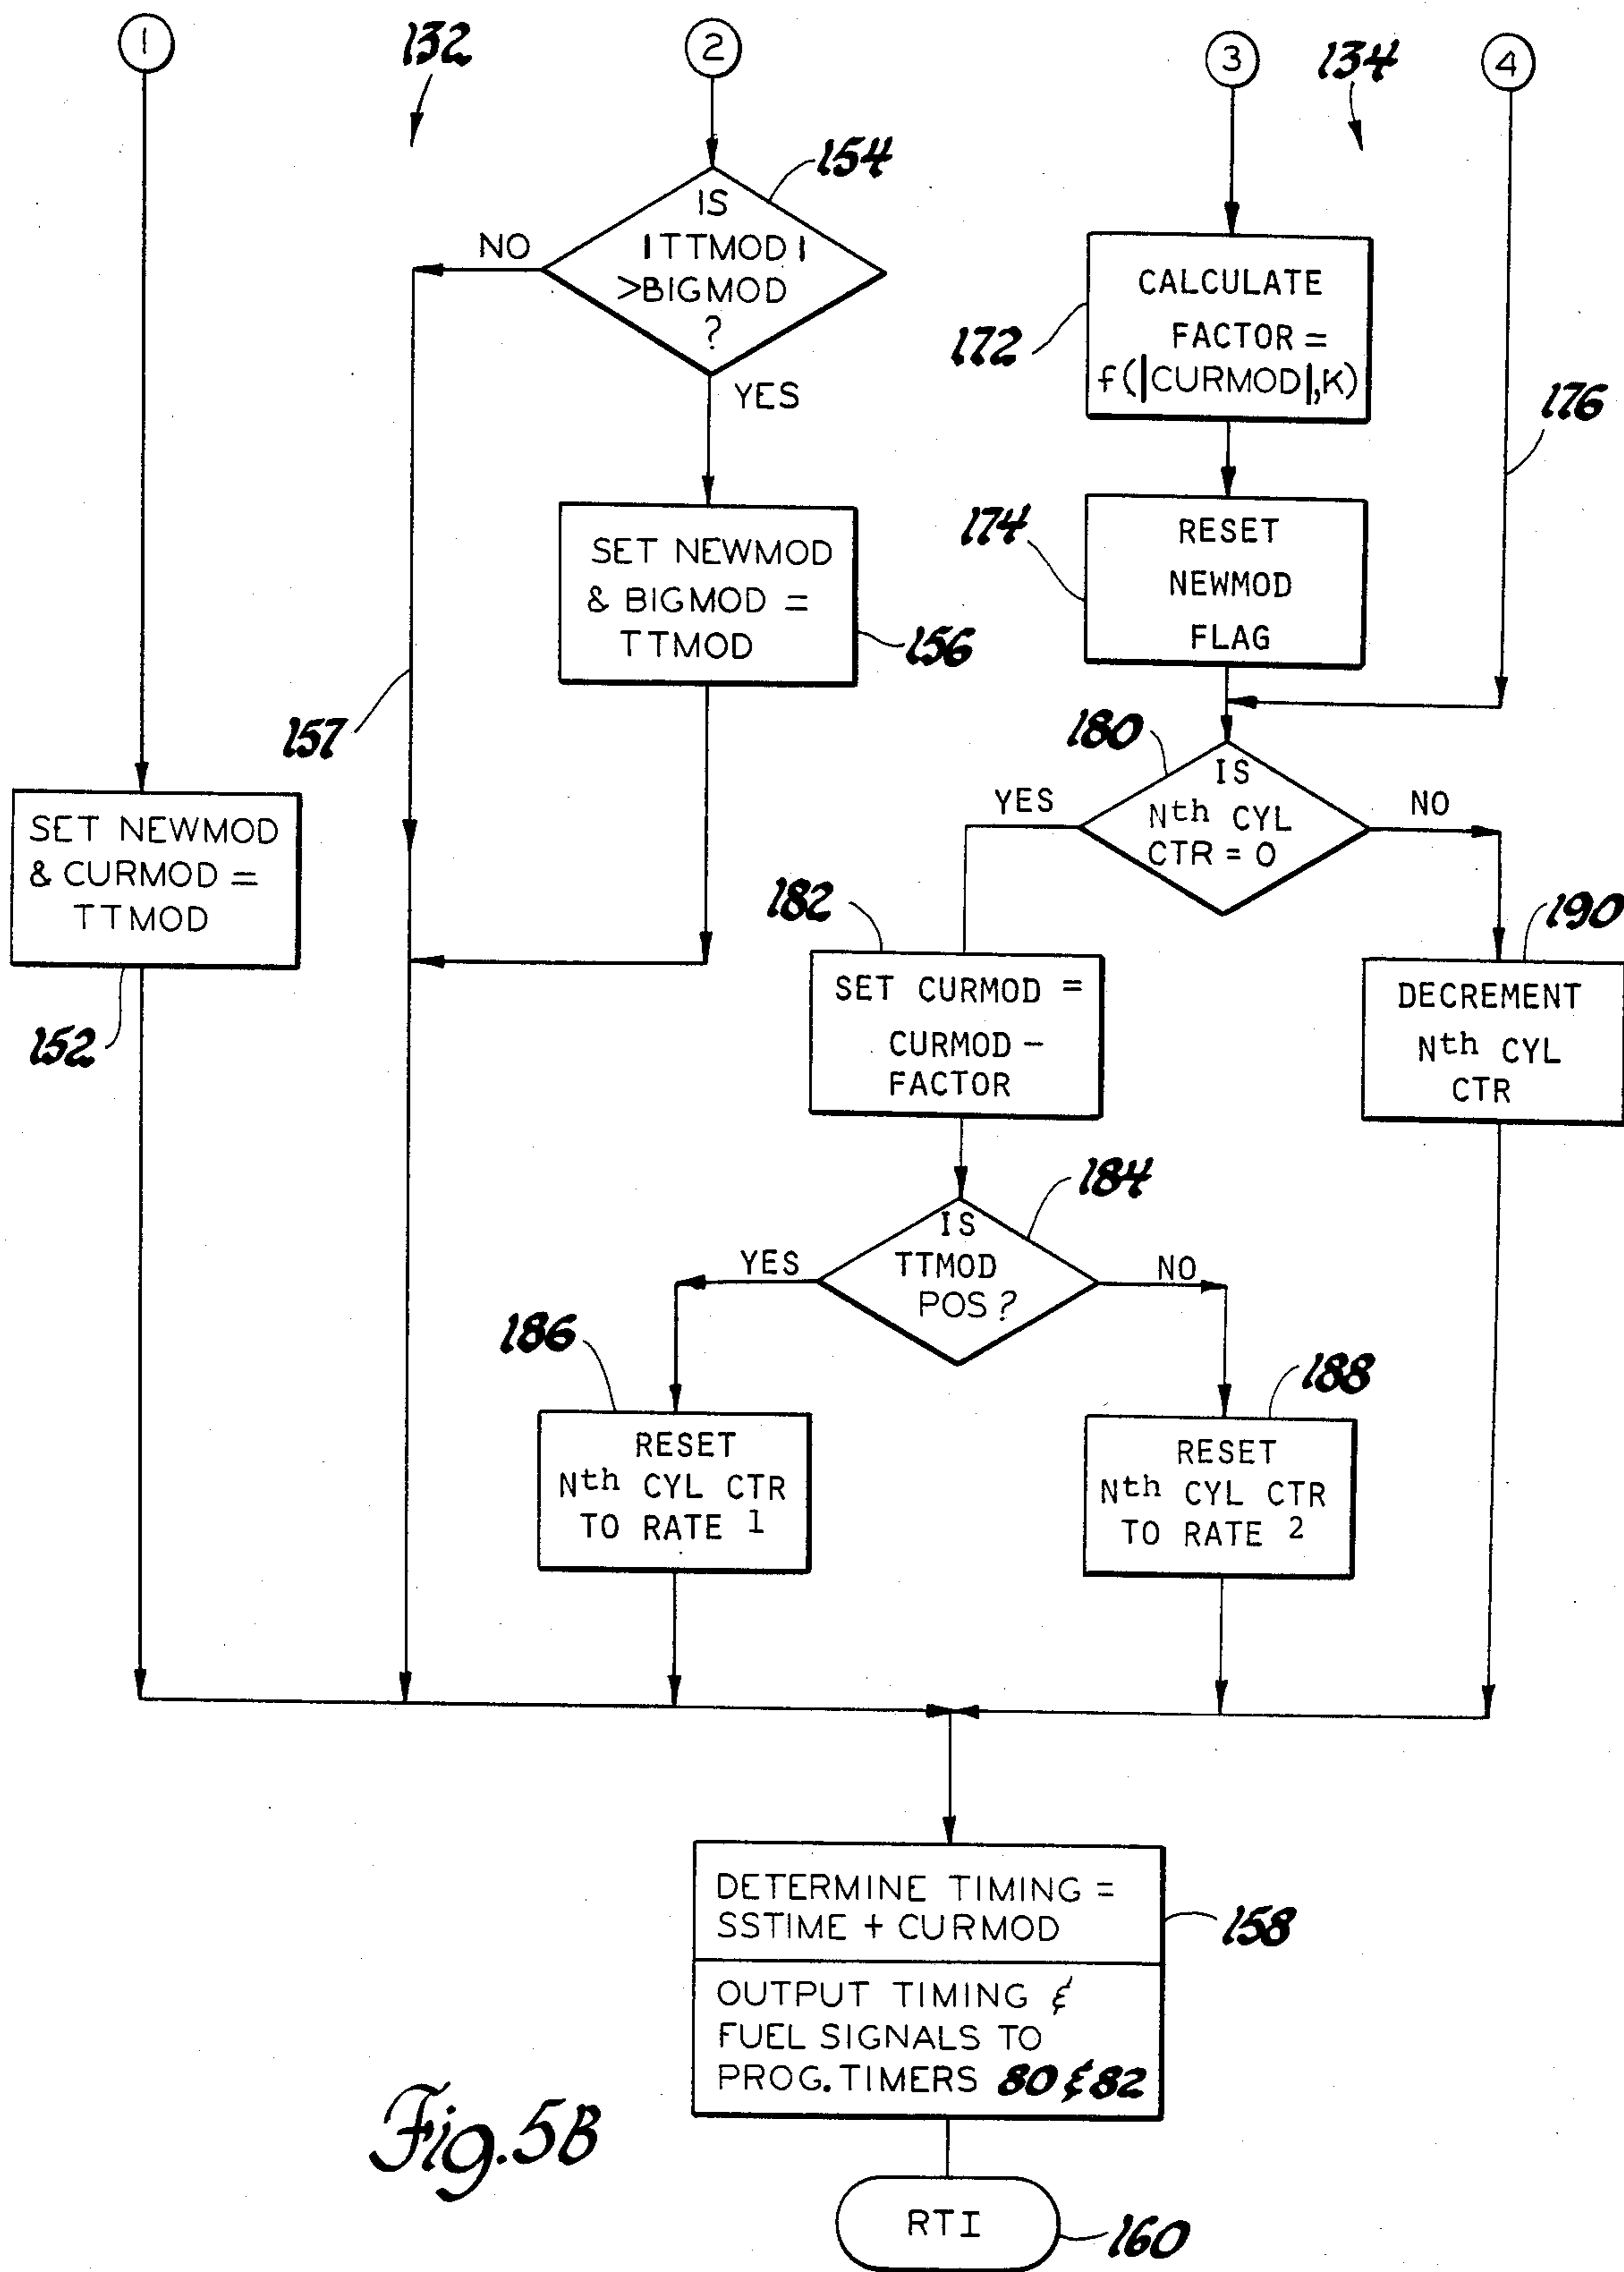 1
132
2
3
134
4
154
IS
|TTMOD|
>BIGMOD
?
NO
YES
172
CALCULATE
FACTOR =
f(|CURMOD|,K)
176
174
RESET
NEWMOD
FLAG
SET NEWMOD
& BIGMOD =
TTMOD
156
157
180
IS
Nth CYL
CTR = 0
YES
NO
SET NEWMOD
& CURMOD =
TTMOD
152
182
SET CURMOD =
CURMOD -
FACTOR
190
DECREMENT
Nth CYL
CTR
184
IS
TTMOD
POS?
YES
NO
186
RESET
Nth CYL CTR
TO RATE 1
188
RESET
Nth CYL CTR
TO RATE 2
DETERMINE TIMING =
SSTIME + CURMOD
158
OUTPUT TIMING &
FUEL SIGNALS TO
PROG. TIMERS 80 & 82
Fig. 5B
RTI
160